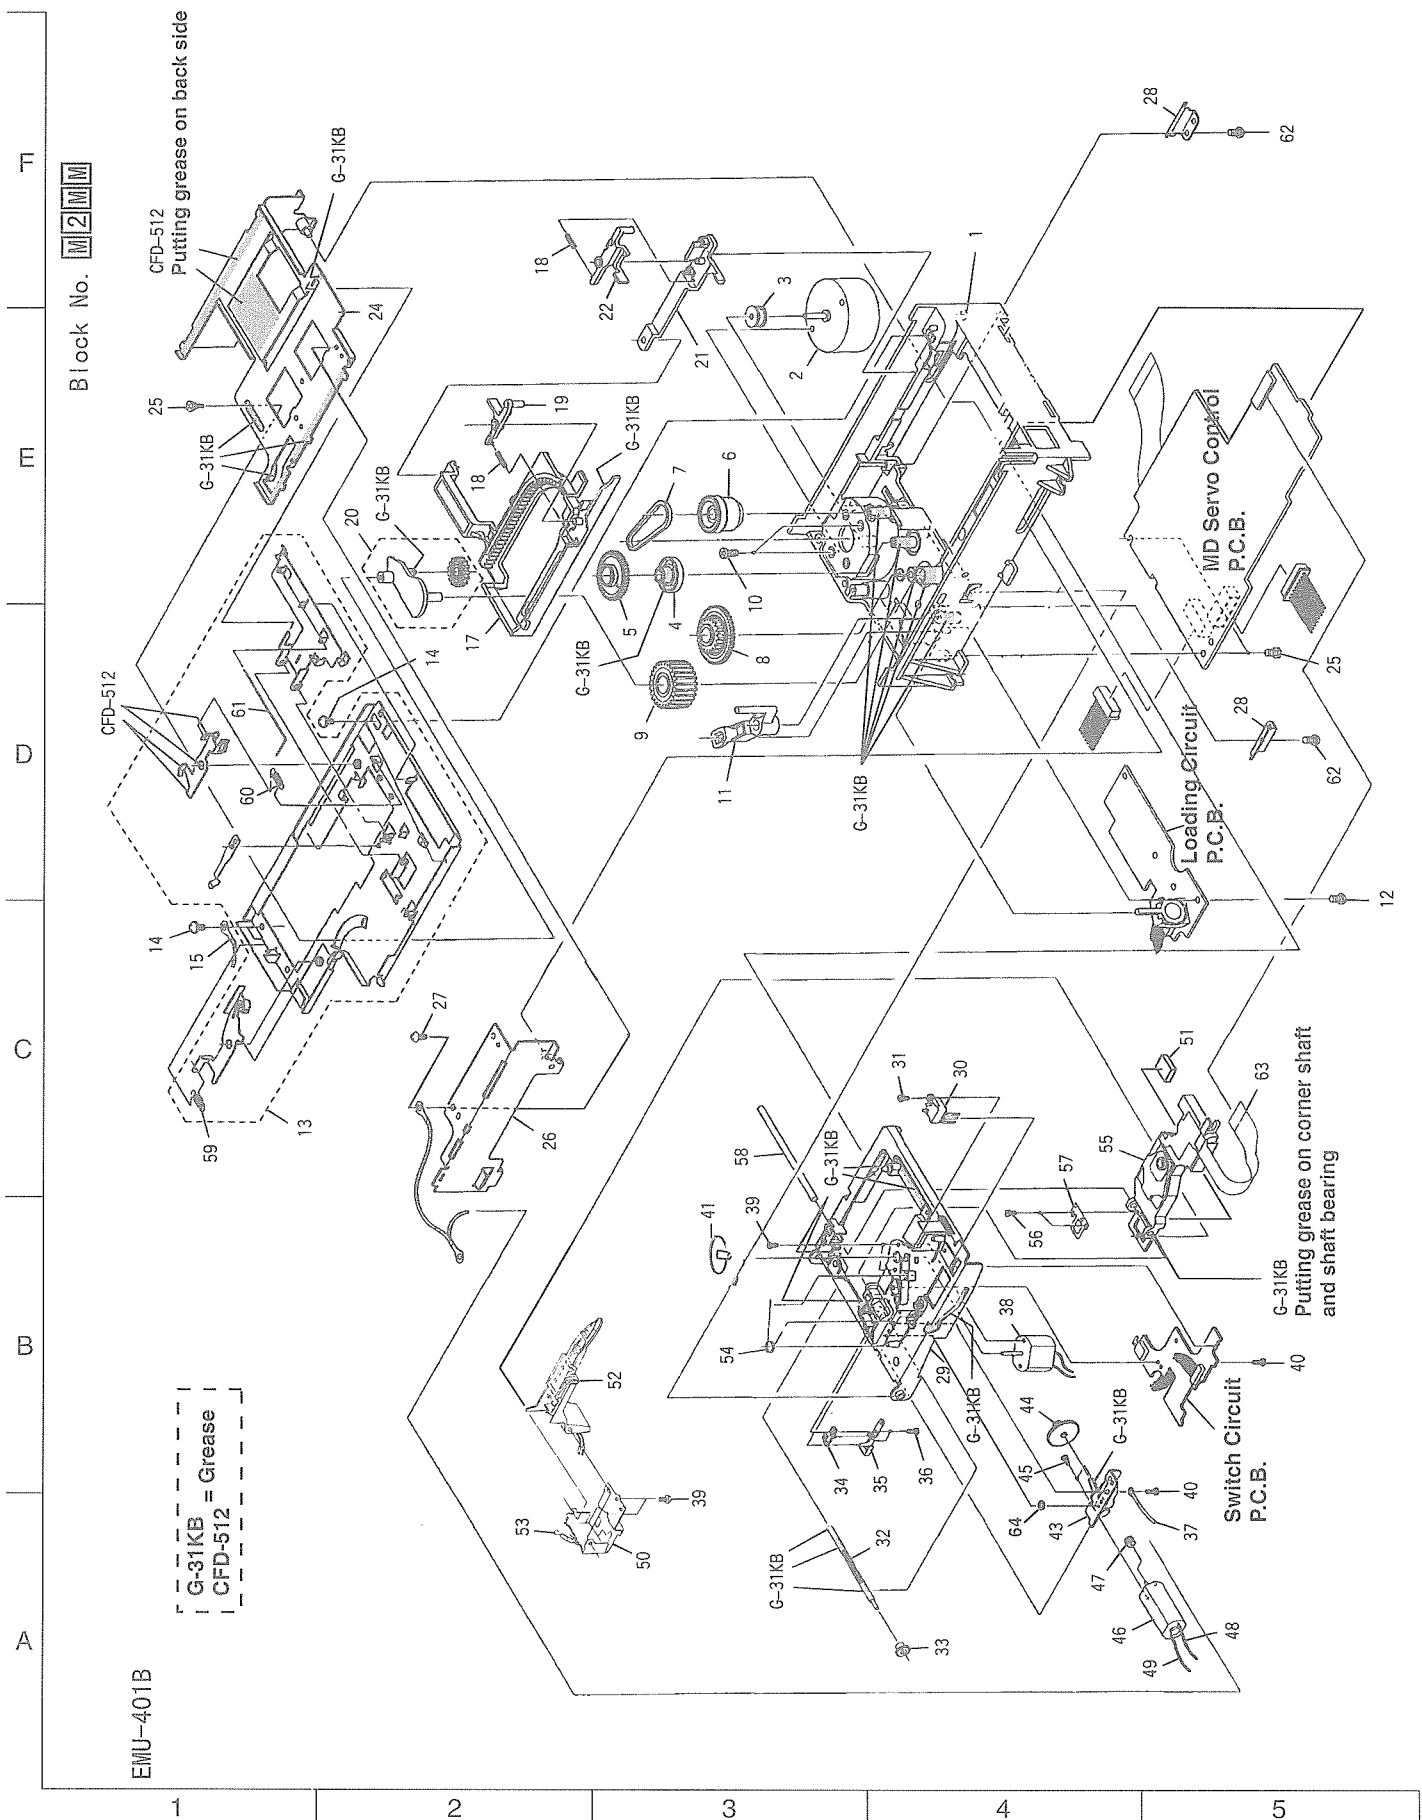 EMU-401B
G-31KB
CFD-512 = Grease
Block No. M2MM
A
B
C
D
E
F
1
2
3
4
5
CFD-512
Putting grease on back side
G-31KB
24
25
G-31KB
CFD-512
61
60
14
14
15
59
13
27
26
52
53
50
39
20
G-31KB
18
19
17
G-31KB
18
22
21
3
2
7
6
5
4
G-31KB
10
8
9
11
G-31KB
1
28
62
MD Servo Control
P.C.B.
25
28
62
Loading Circuit
P.C.B.
12
58
41
39
31
30
G-31KB
54
29
G-31KB
38
34
35
36
G-31KB
32
33
44
45
G-31KB
64
43
40
37
47
46
48
49
Switch Circuit
P.C.B.
40
56
57
55
51
63
G-31KB
Putting grease on corner shaft
and shaft bearing